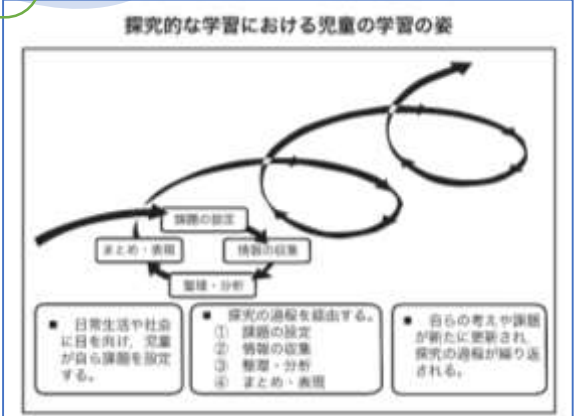 探究的な学習における児童の学習の姿
課題の設定
まとめ・表現
情報の収集
整理・分析
■ 日常生活や社会
に目を向け，児童
が自ら課題を設定
する。
■ 探究の過程を経由する。
① 課題の設定
② 情報の収集
③ 整理・分析
④ まとめ・表現
■ 自らの考えや課題
が新たに更新され，
探究の過程が繰り返
される。